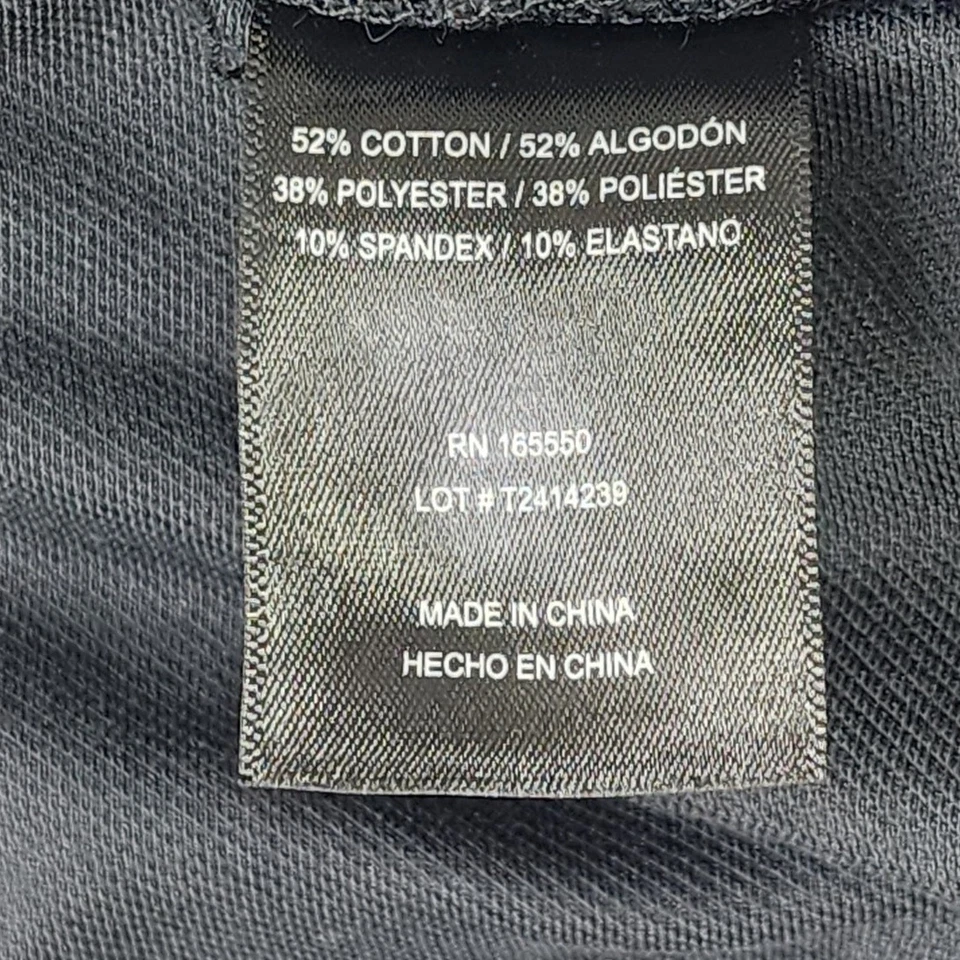 52% COTTON / 52% ALGODÓN
38% POLYESTER / 38% POLIÉSTER
10% SPANDEX / 10% ELASTANO
RN 165550
LOT # T2414239
MADE IN CHINA
HECHO EN CHINA